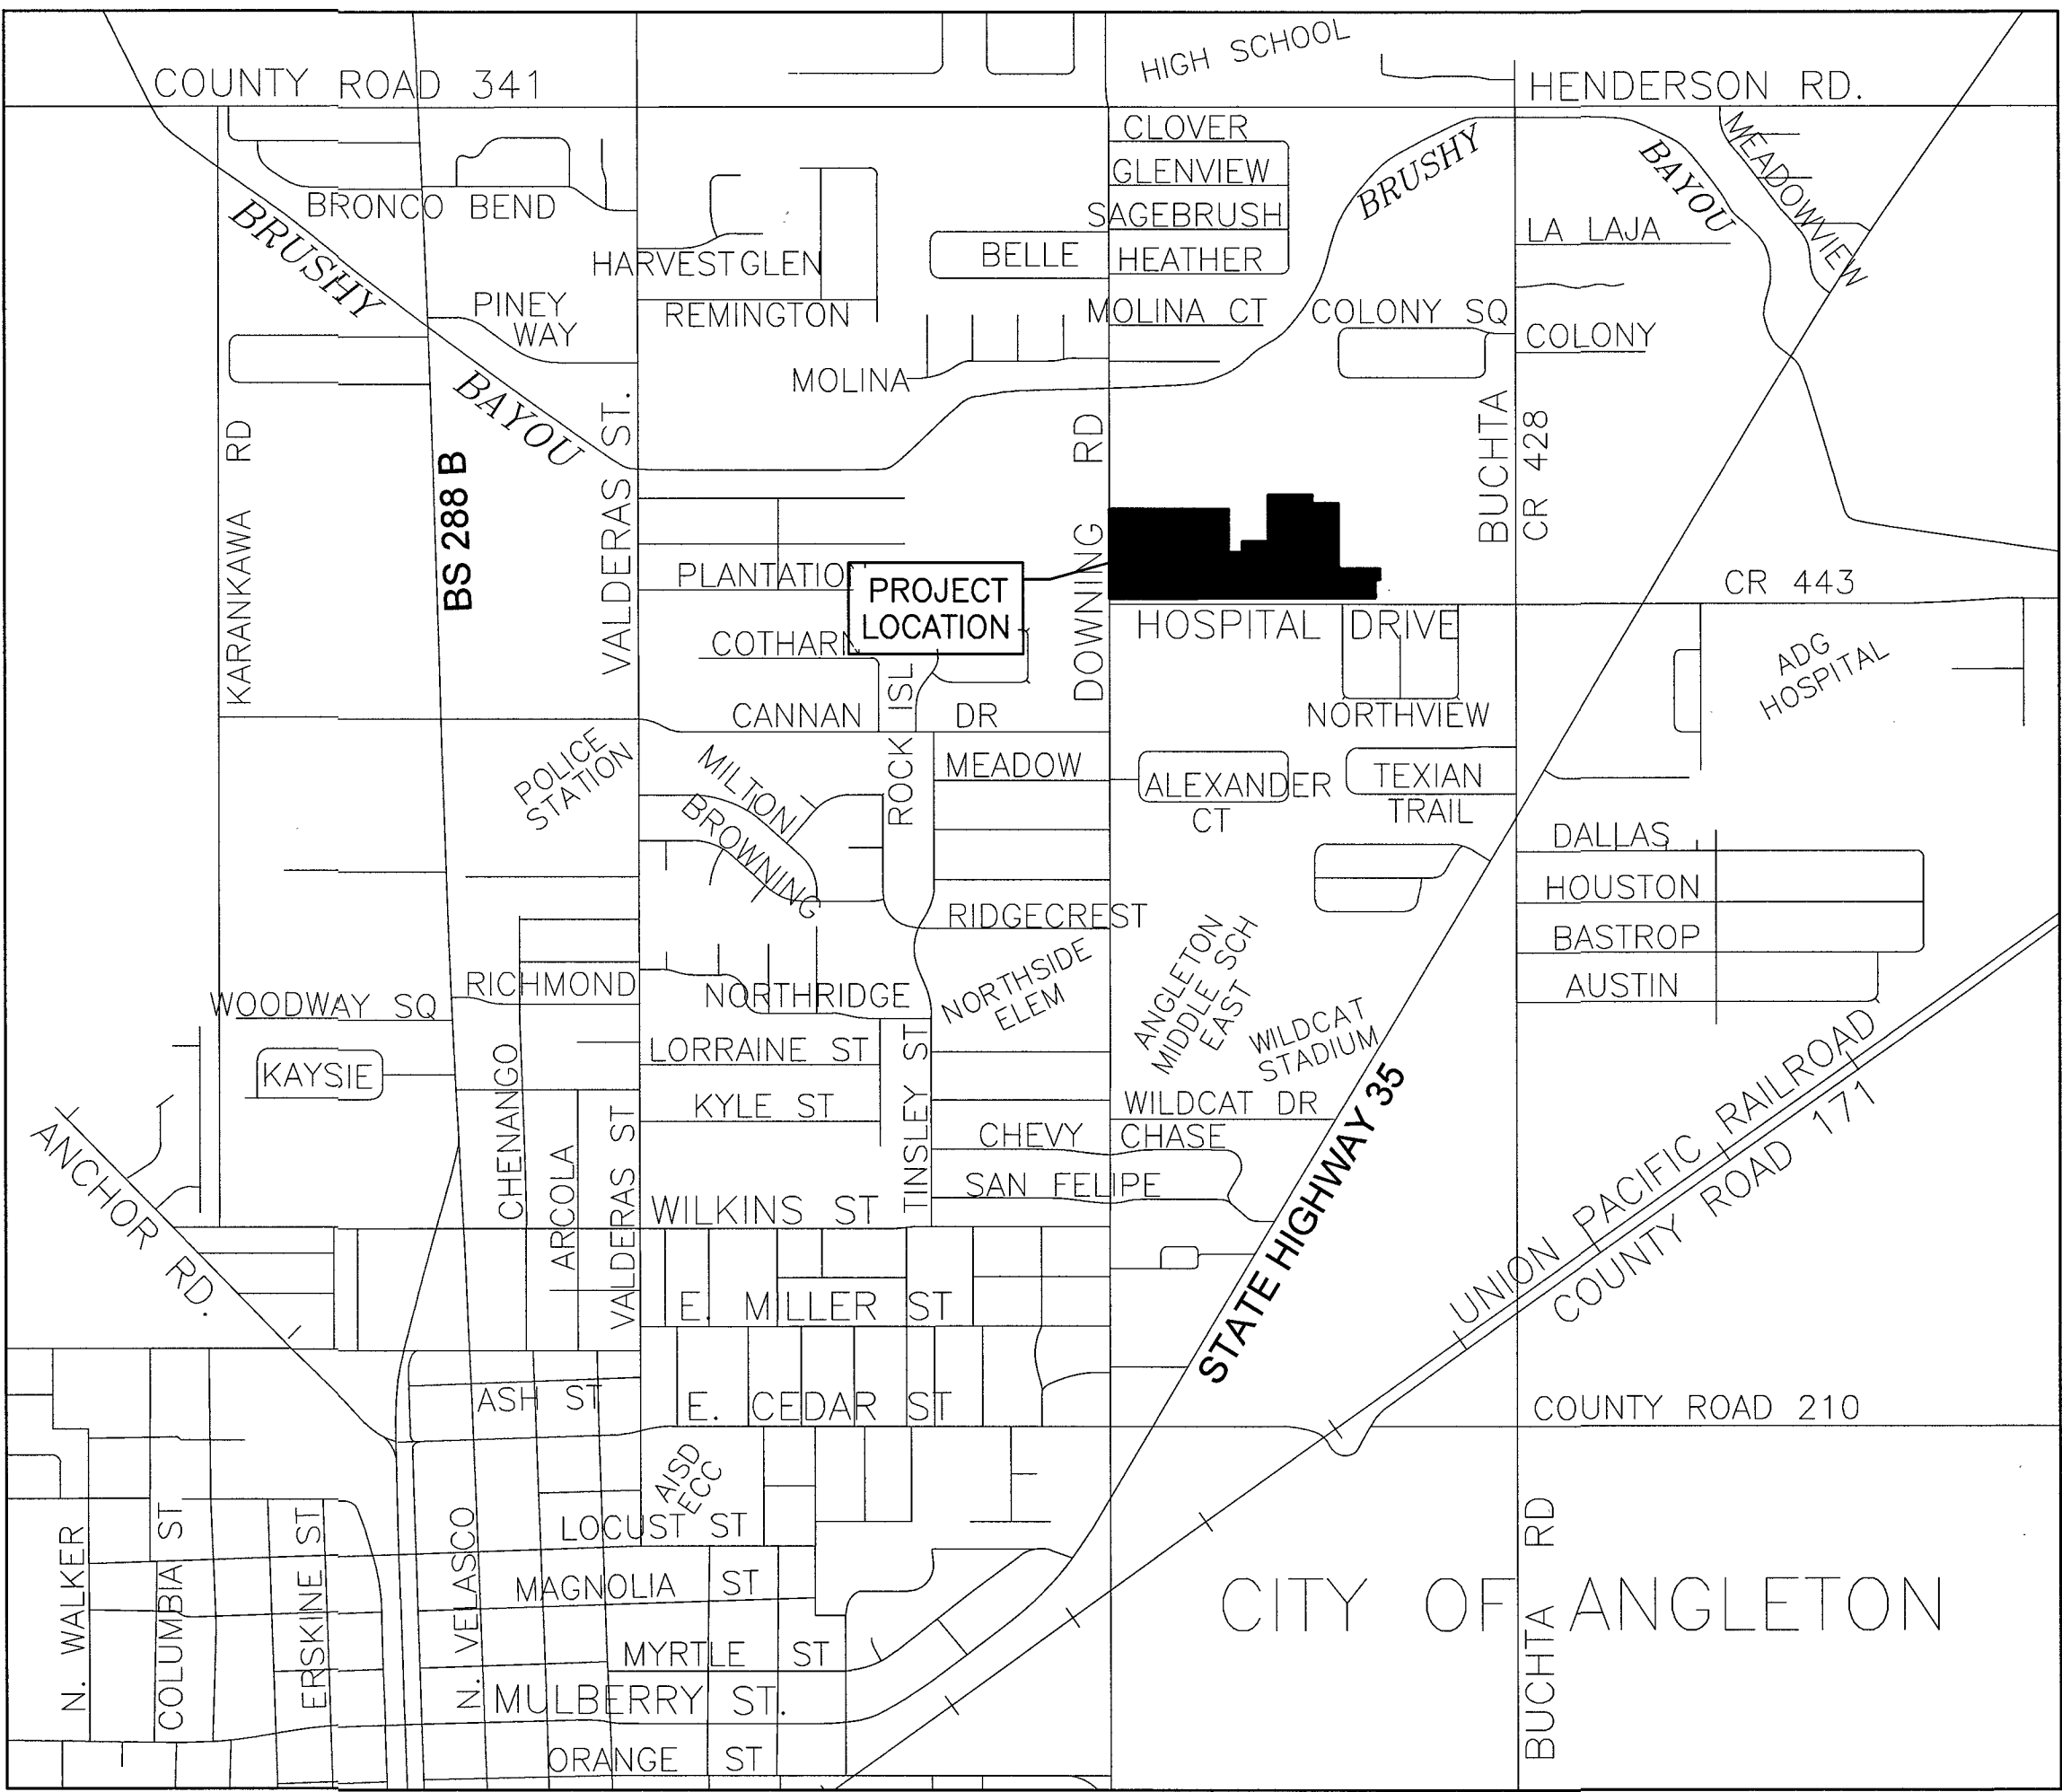 HIGH SCHOOL
COUNTY ROAD 341
HENDERSON RD.
CLOVER
GLENVIEW
SAGEBRUSH
HEATHER
BELLE
BRUSHY
BAYOU
MEADOWVIEW
LA LAJA
BRONCO BEND
BRUSHY
BAYOU
HARVEST GLEN
PINEY
WAY
REMINGTON
MOLINA CT
COLONY SQ
COLONY
MOLINA
KARANKAWA RD
BS 288 B
VALDERAS ST.
DOWNING RD
BUCHTA
CR 428
PLANTATIO
PROJECT
LOCATION
CR 443
HOSPITAL DRIVE
COTHARN
ROCK ISL
CANNAN DR
NORTHVIEW
ADG
HOSPITAL
POLICE
STATION
MILTON
BROWNING
MEADOW
ALEXANDER
CT
TEXIAN
TRAIL
DALLAS
HOUSTON
BASTROP
AUSTIN
RIDGECREST
NORTHSIDE
ELEM
ANGLETON
MIDDLE SCH
EAST
WILDCAT
STADIUM
RICHMOND
NORTHRIDGE
WOODWAY SQ
KAYSIE
LORRAINE ST
KYLE ST
CHENANGO
ARCOLA
VALDERAS ST
TINSLEY ST
WILDCAT DR
CHEVY CHASE
SAN FELIPE
STATE HIGHWAY 35
UNION PACIFIC RAILROAD
COUNTY ROAD 171
ANCHOR RD.
WILKINS ST
E. MILLER ST
ASH ST
E. CEDAR ST
COUNTY ROAD 210
AISD
ECC
LOCUST ST
MAGNOLIA ST
MYRTLE ST
MULBERRY ST.
ORANGE ST
N. WALKER
COLUMBIA ST
ERSKINE ST
N. VELASCO
CITY OF ANGLETON
BUCHTA RD